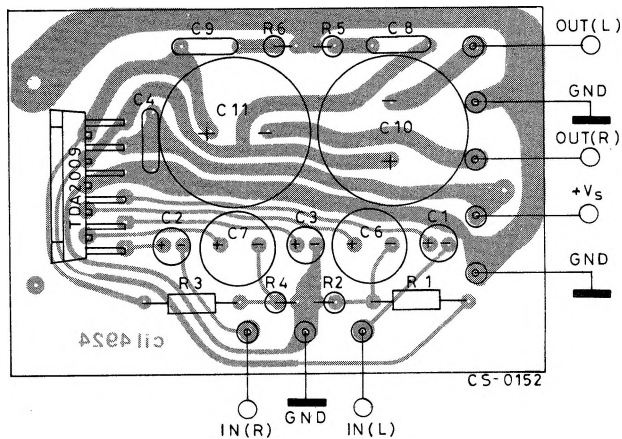 C9 R6 R5 C8 OUT(L)
GND
C4 C11 C10
OUT(R)
TDA2009
+Vs
C2 C7 C3 C6 C1
GND
R3 R4 R2 R1
cil4924
CS-0152
IN(R) GND IN(L)